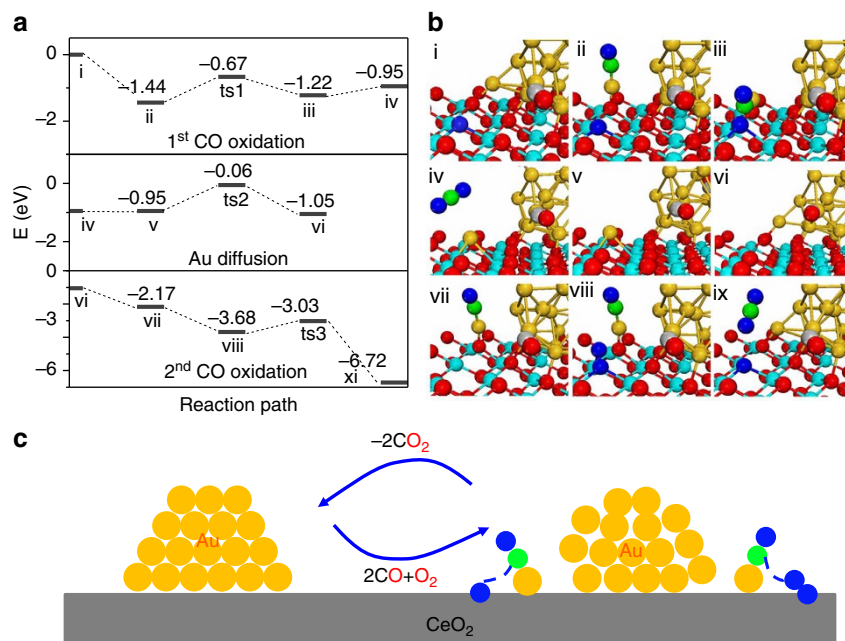 a
0
−2
0
−2
0
−3
−6
E (eV)
i
−1.44
ii
−0.67
ts1
−1.22
iii
−0.95
iv
1st CO oxidation
iv
−0.95
v
−0.06
ts2
−1.05
vi
Au diffusion
vi
−2.17
vii
−3.68
viii
−3.03
ts3
−6.72
xi
2nd CO oxidation
Reaction path
b
i
ii
iii
iv
v
vi
vii
viii
ix
c
−2CO2
Au
Au
2CO+O2
CeO2